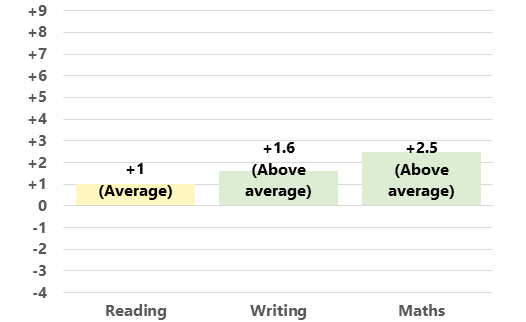 +9
+8
+7
+6
+5
+4
+3
+2
+1
0
-1
-2
-3
-4
+1
(Average)
+1.6
(Above
average)
+2.5
(Above
average)
Reading
Writing
Maths